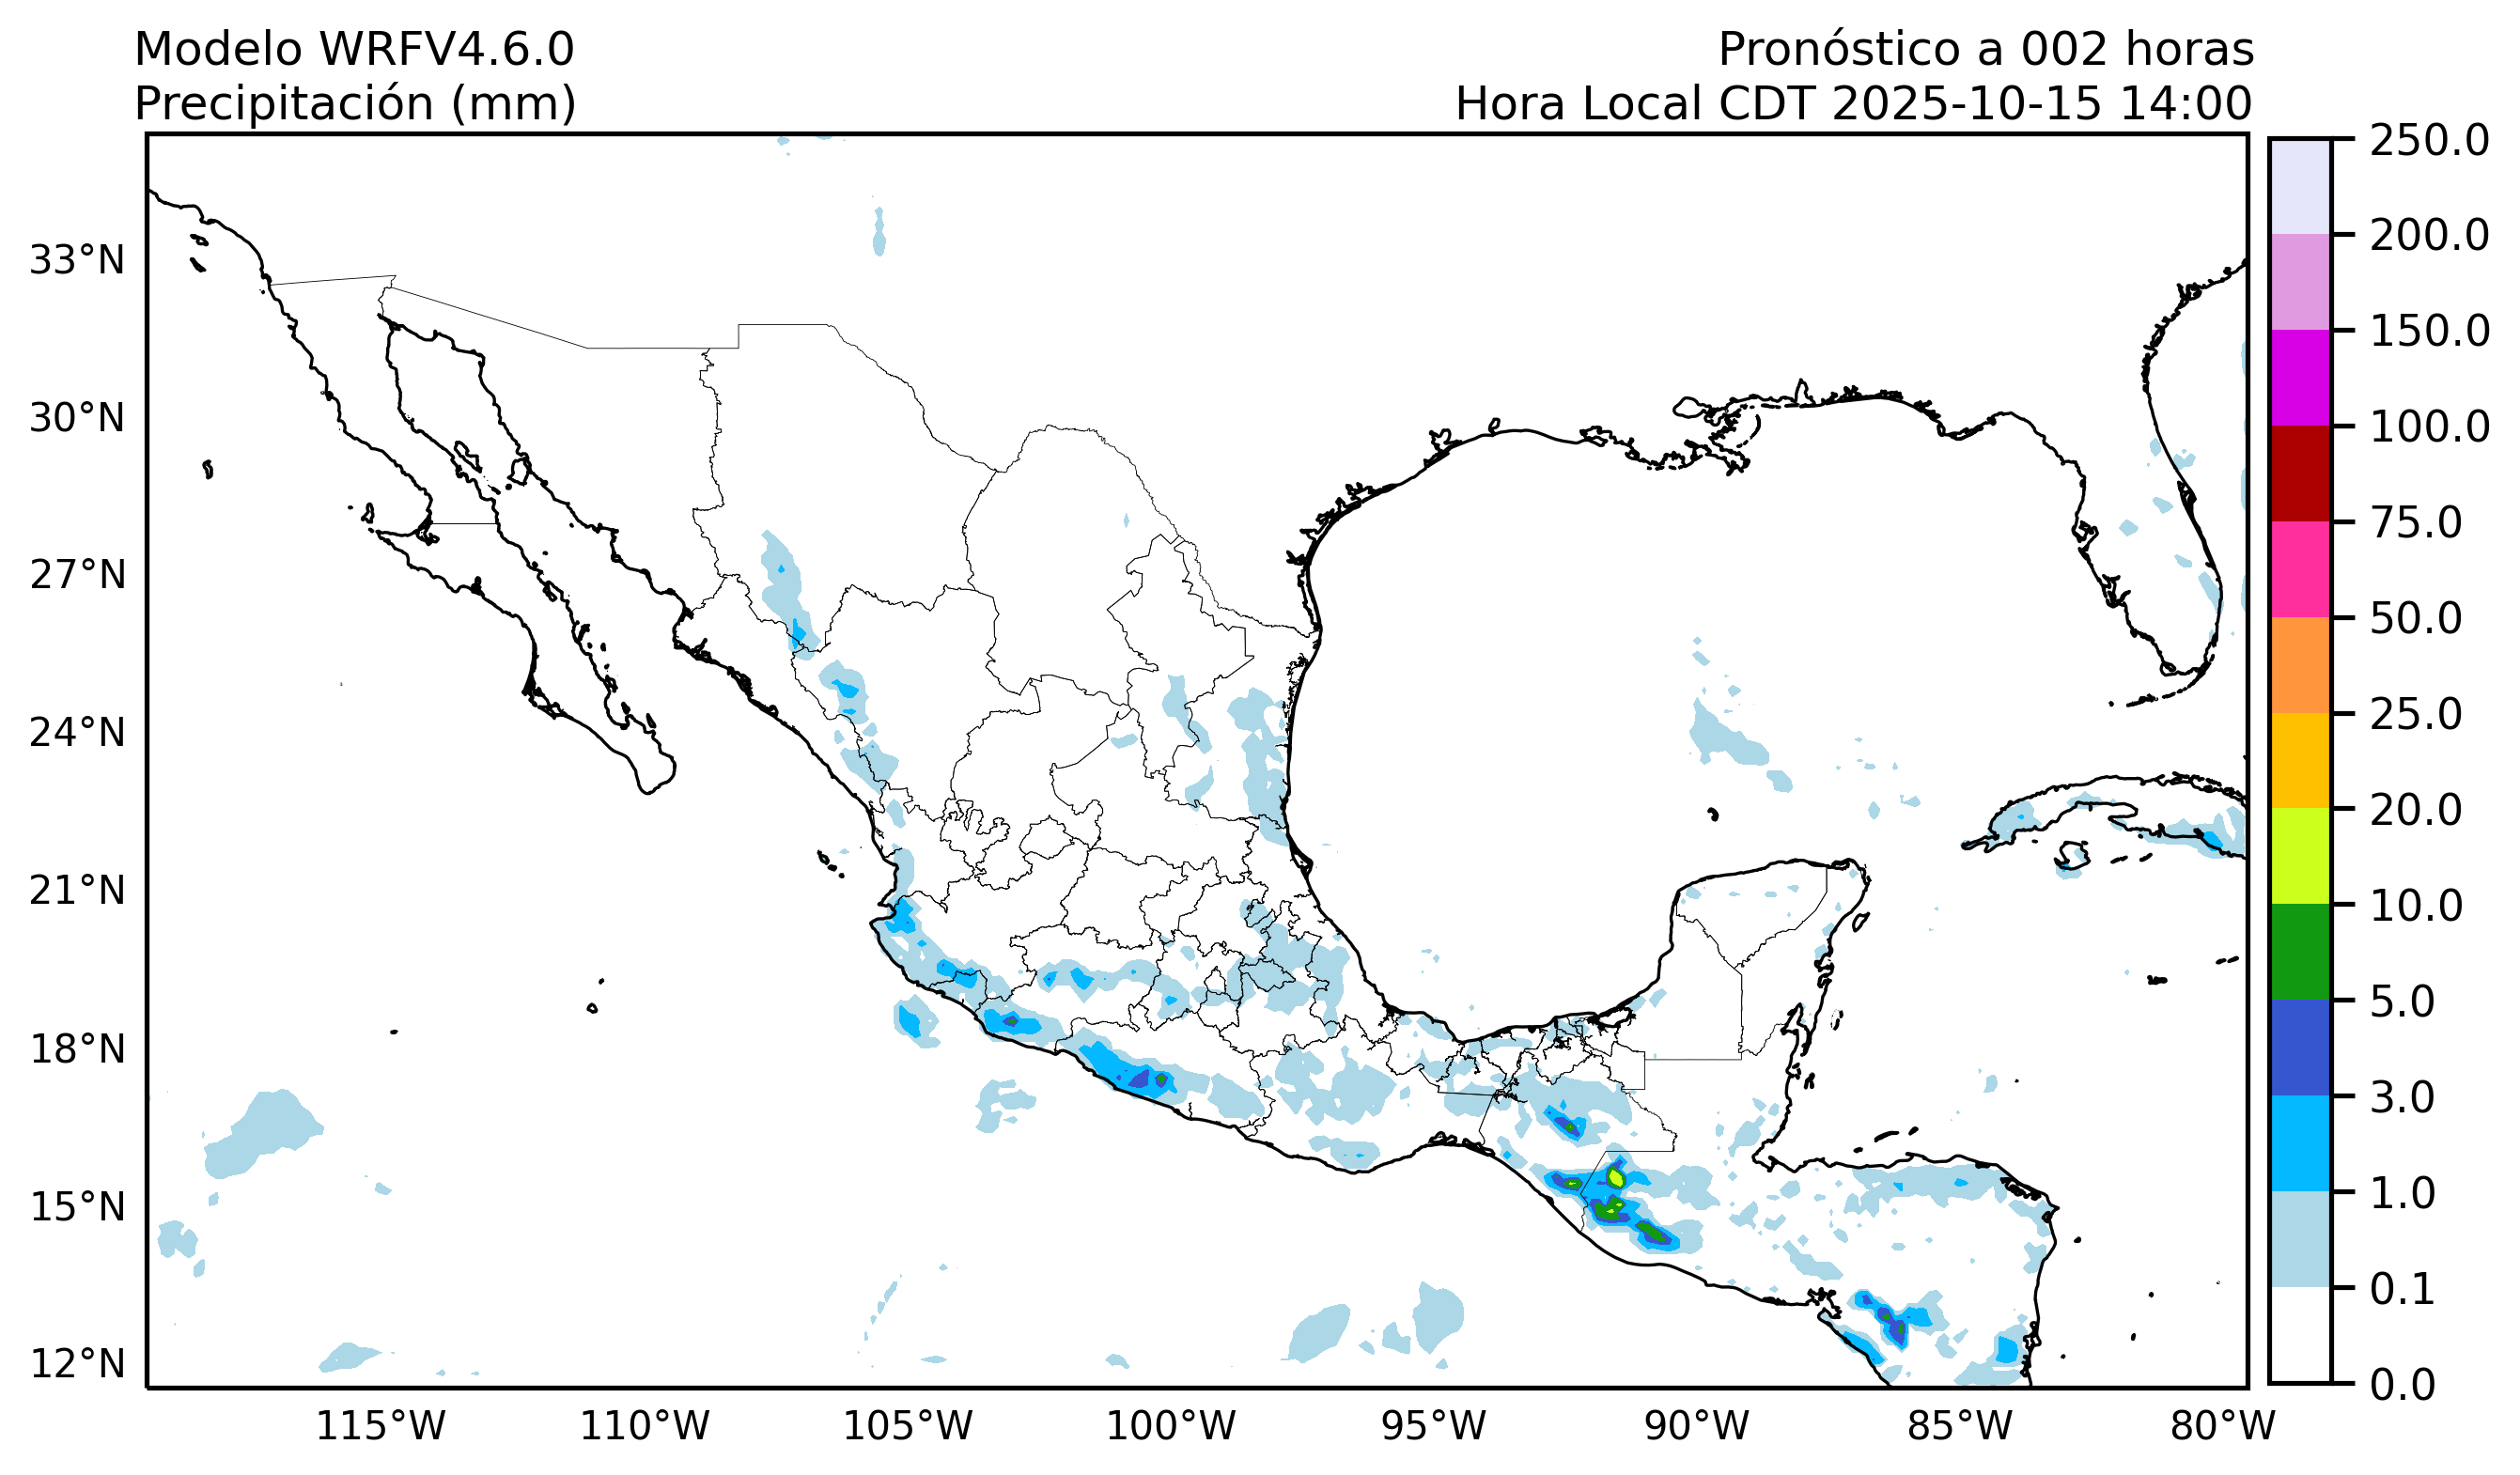 Modelo WRFV4.6.0
Precipitación (mm)
Pronóstico a 002 horas
Hora Local CDT 2025-10-15 14:00
33°N
30°N
27°N
24°N
21°N
18°N
15°N
12°N
115°W
110°W
105°W
100°W
95°W
90°W
85°W
80°W
250.0
200.0
150.0
100.0
75.0
50.0
25.0
20.0
10.0
5.0
3.0
1.0
0.1
0.0